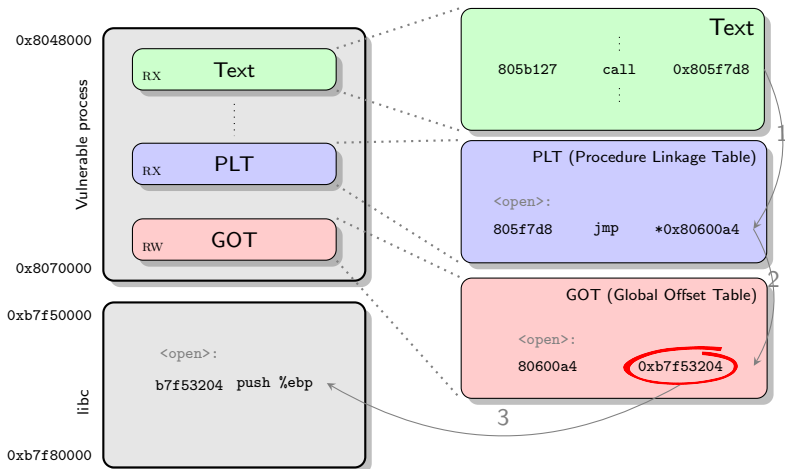 0x8048000
Vulnerable process
RX Text
RX PLT
RW GOT
0x8070000
0xb7f50000
libc
<open>:
b7f53204 push %ebp
0xb7f80000
Text
805b127 call 0x805f7d8
1
PLT (Procedure Linkage Table)
<open>:
805f7d8 jmp *0x80600a4
2
GOT (Global Offset Table)
<open>:
80600a4 0xb7f53204
3